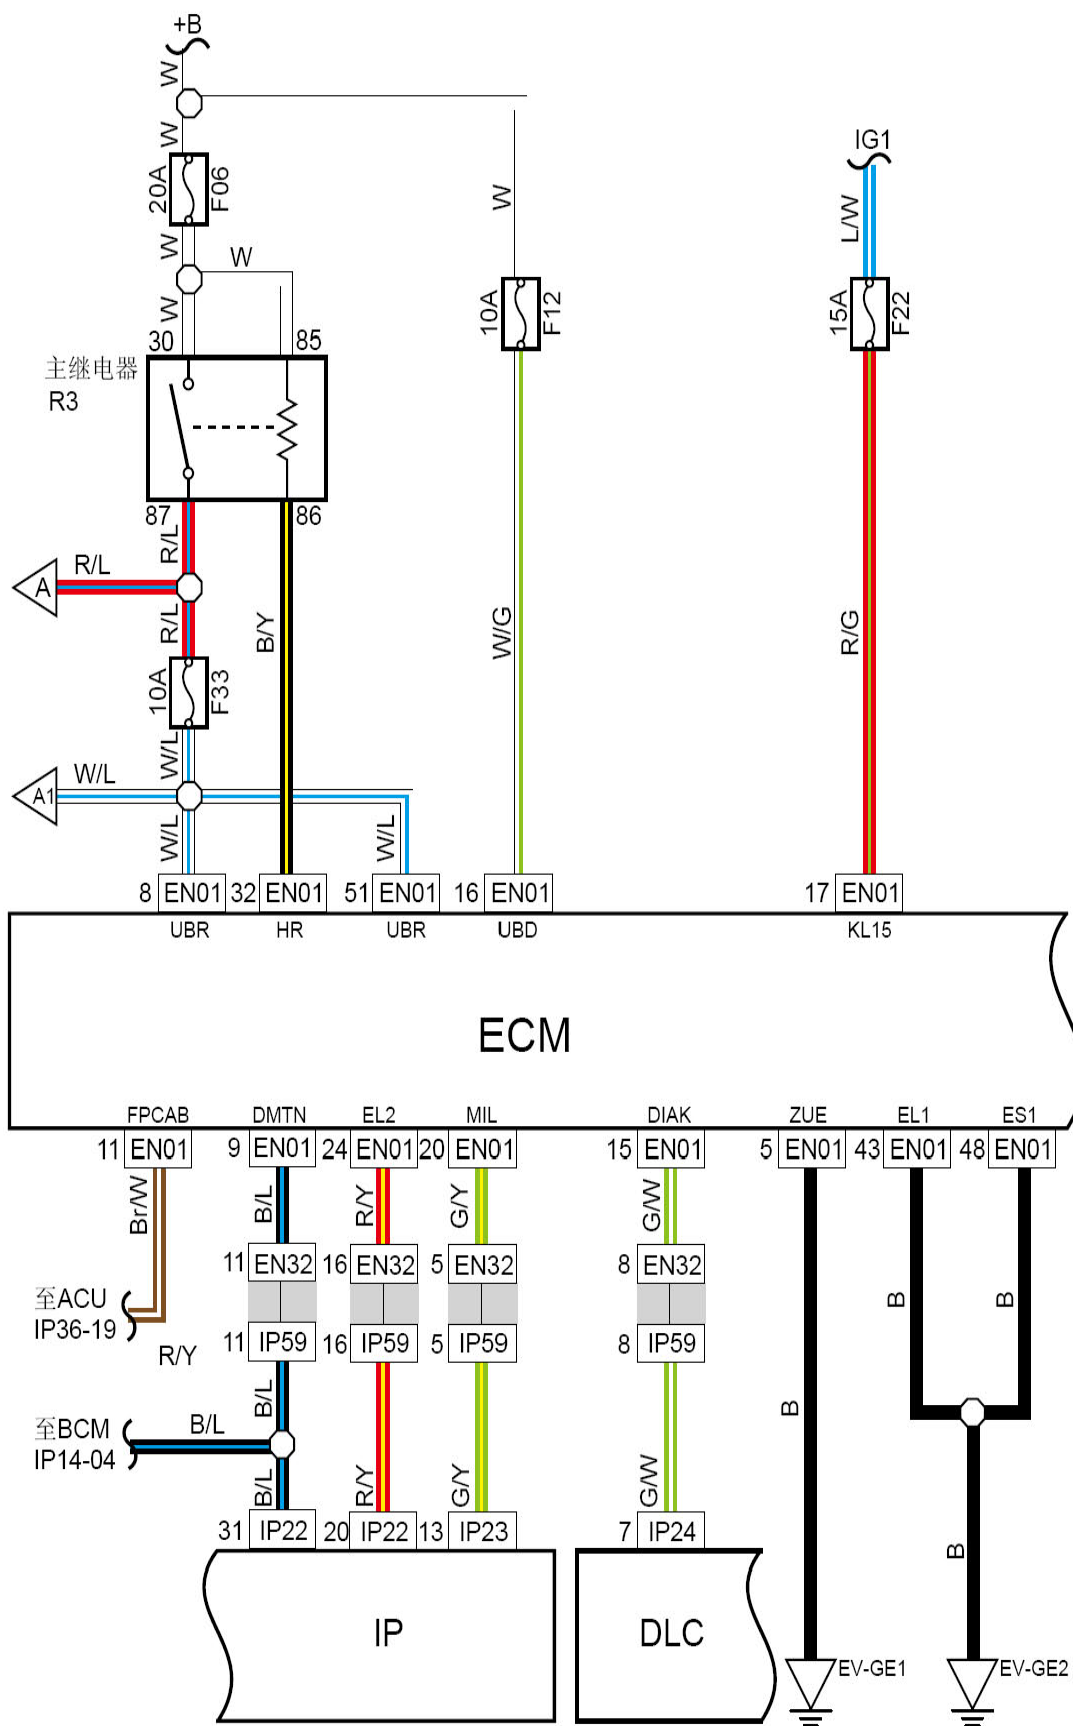 +B
W
W
20A
F06
W
W
W
30
85
主继电器
R3
87
86
R/L
R/L
A
R/L
10A
F33
B/Y
W/L
W/L
A1
W/L
W/L
W
10A
F12
W/G
IG1
L/W
15A
F22
R/G
8 EN01
32 EN01
51 EN01
16 EN01
17 EN01
UBR
HR
UBR
UBD
KL15
ECM
FPCAB
DMTN
EL2
MIL
DIAK
ZUE
EL1
ES1
11 EN01
9 EN01
24 EN01
20 EN01
15 EN01
5 EN01
43 EN01
48 EN01
Br/W
B/L
R/Y
G/Y
G/W
11 EN32
16 EN32
5 EN32
8 EN32
至ACU
IP36-19
B
B
11 IP59
16 IP59
5 IP59
8 IP59
R/Y
B/L
B
至BCM
IP14-04
B/L
B/L
R/Y
G/Y
G/W
B
31 IP22
20 IP22
13 IP23
7 IP24
IP
DLC
EV-GE1
EV-GE2